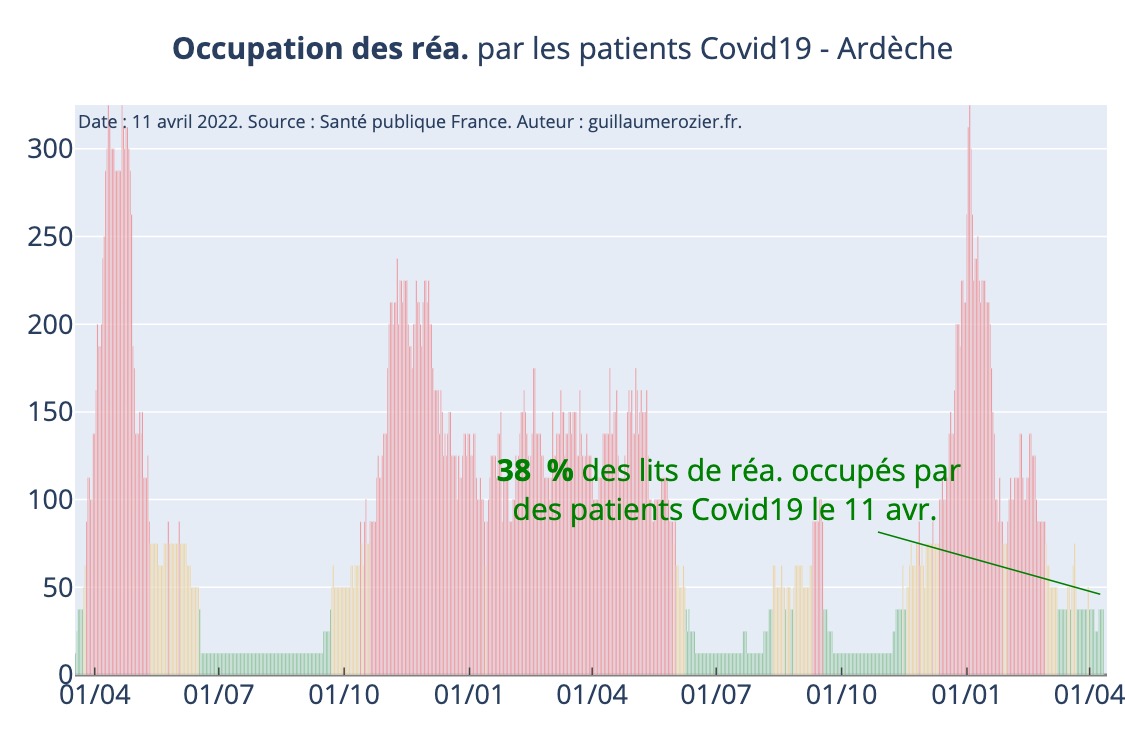 Occupation des réa. par les patients Covid19 - Ardèche
Date : 11 avril 2022. Source : Santé publique France. Auteur : guillaumerozier.fr.
300
250
200
150
100
50
0
38 % des lits de réa. occupés par
des patients Covid19 le 11 avr.
01/04 01/07 01/10 01/01 01/04 01/07 01/10 01/01 01/04